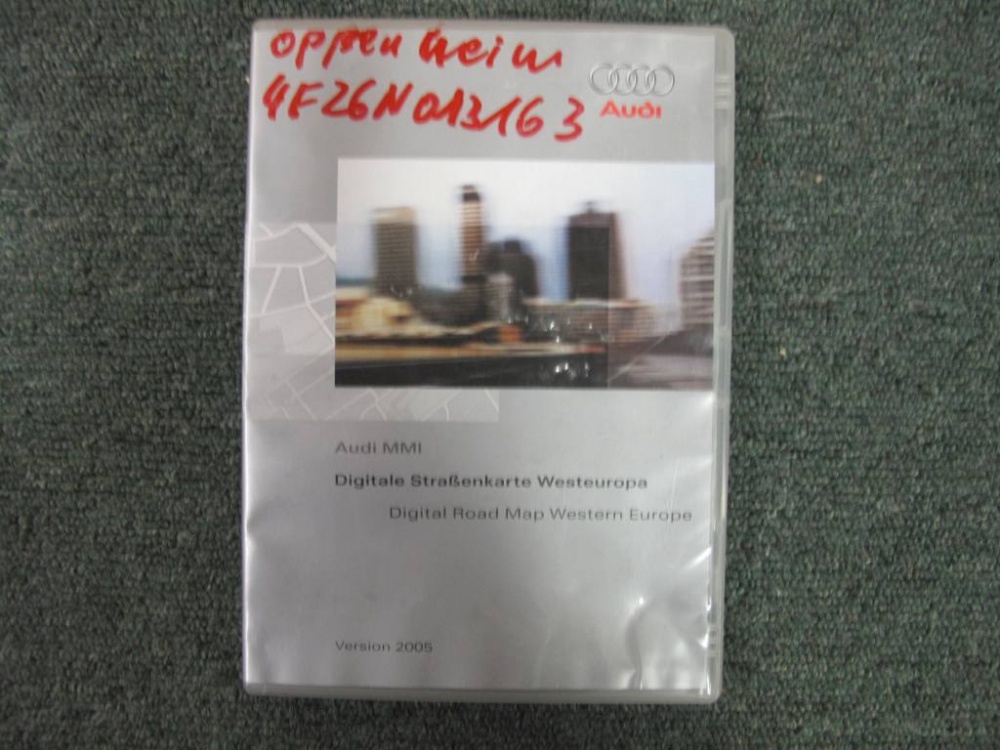 Oppenheim
4F26N013163
Audi
Audi MMI
Digitale Straßenkarte Westeuropa
Digital Road Map Western Europe
Version 2005